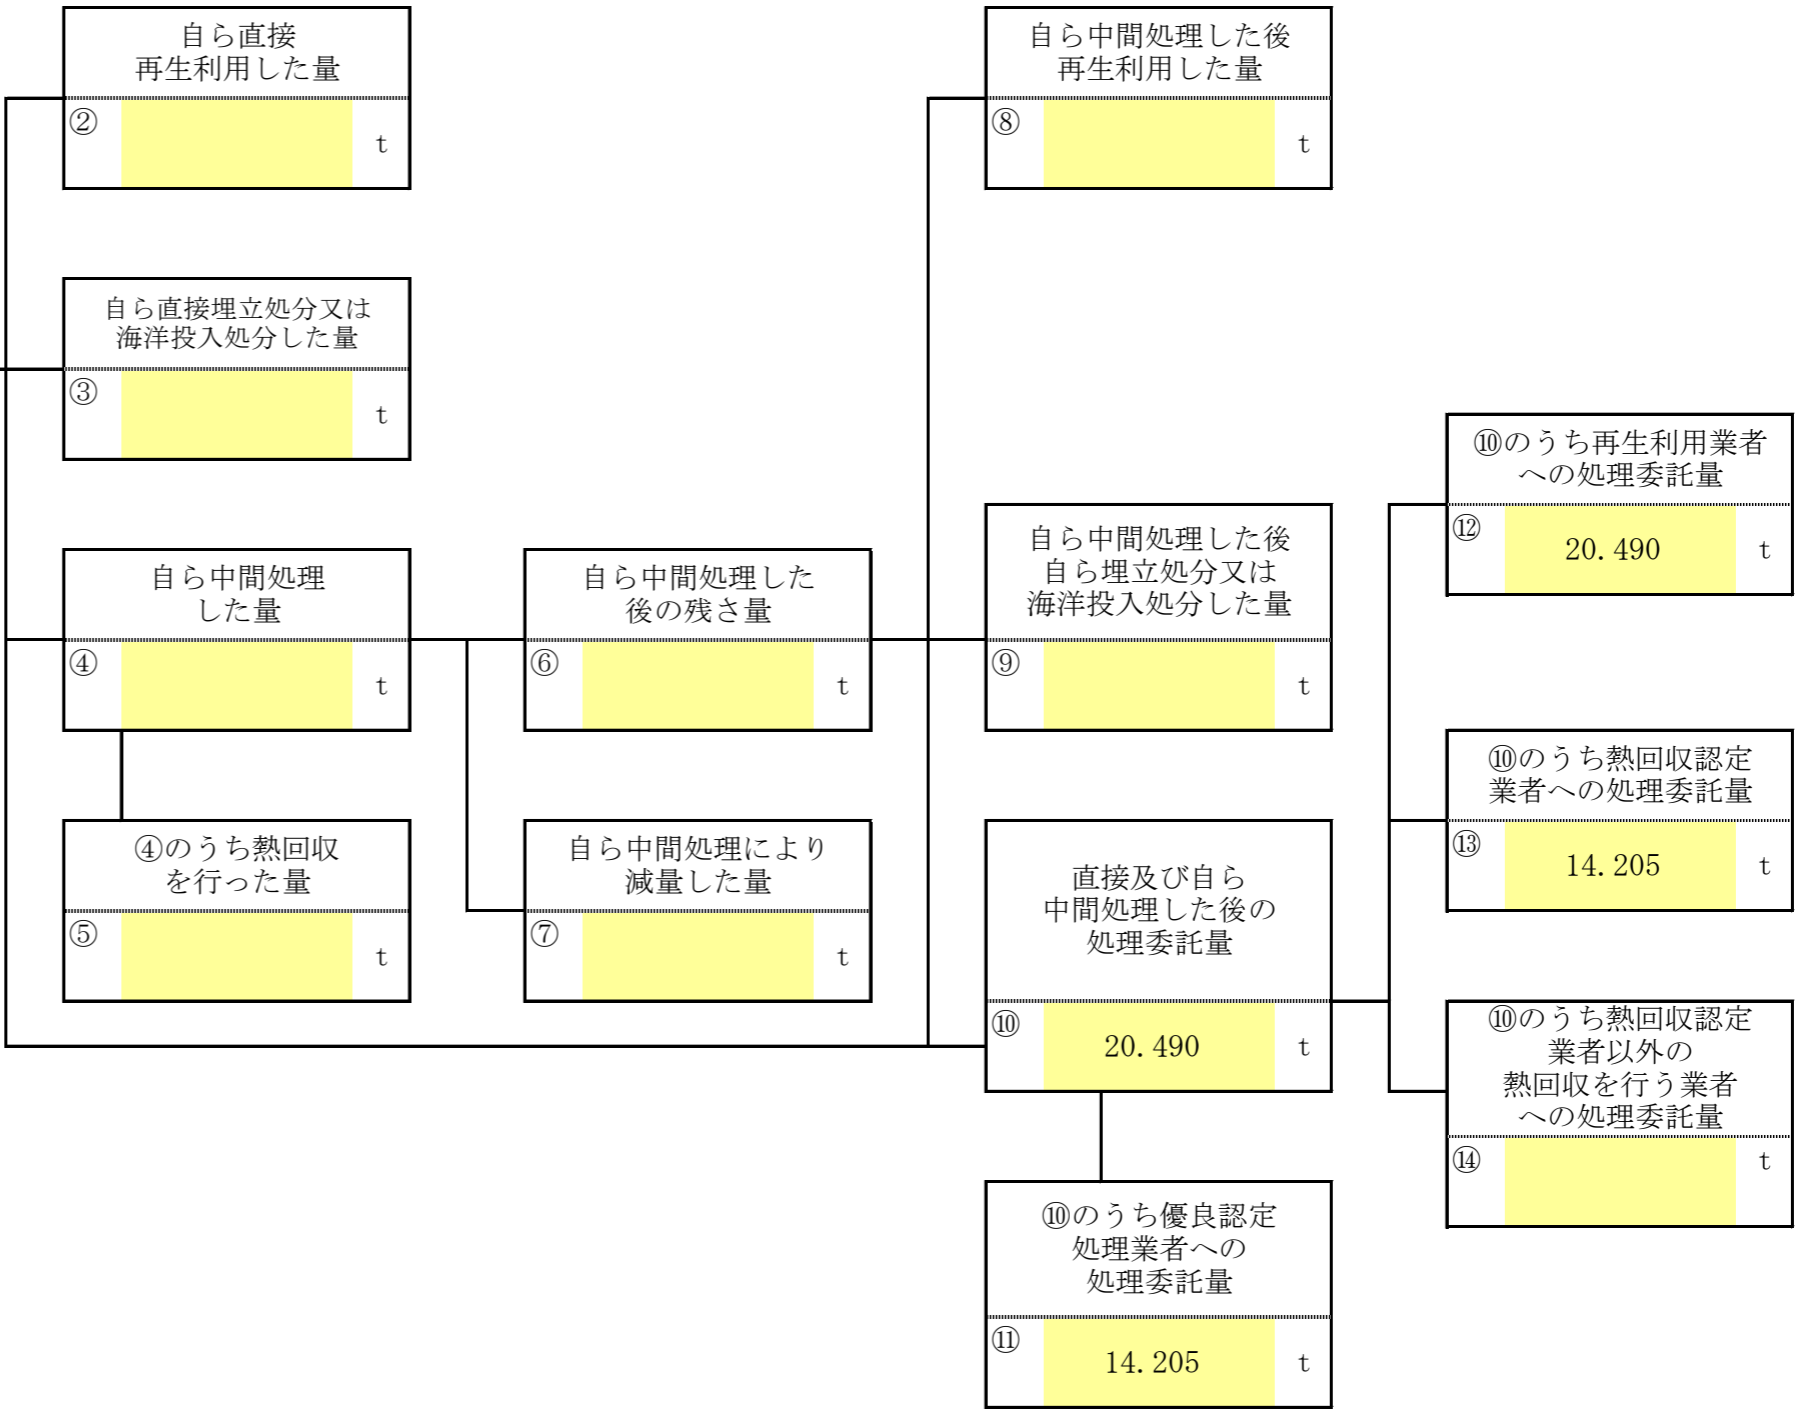 自ら直接
再生利用した量
②
t
自ら中間処理した後
再生利用した量
⑧
t
自ら直接埋立処分又は
海洋投入処分した量
③
t
⑩のうち再生利用業者
への処理委託量
⑫
20.490
t
自ら中間処理
した量
④
t
自ら中間処理した
後の残さ量
⑥
t
自ら中間処理した後
自ら埋立処分又は
海洋投入処分した量
⑨
t
⑩のうち熱回収認定
業者への処理委託量
⑬
14.205
t
④のうち熱回収
を行った量
⑤
t
自ら中間処理により
減量した量
⑦
t
直接及び自ら
中間処理した後の
処理委託量
⑩
20.490
t
⑩のうち熱回収認定
業者以外の
熱回収を行う業者
への処理委託量
⑭
t
⑩のうち優良認定
処理業者への
処理委託量
⑪
14.205
t